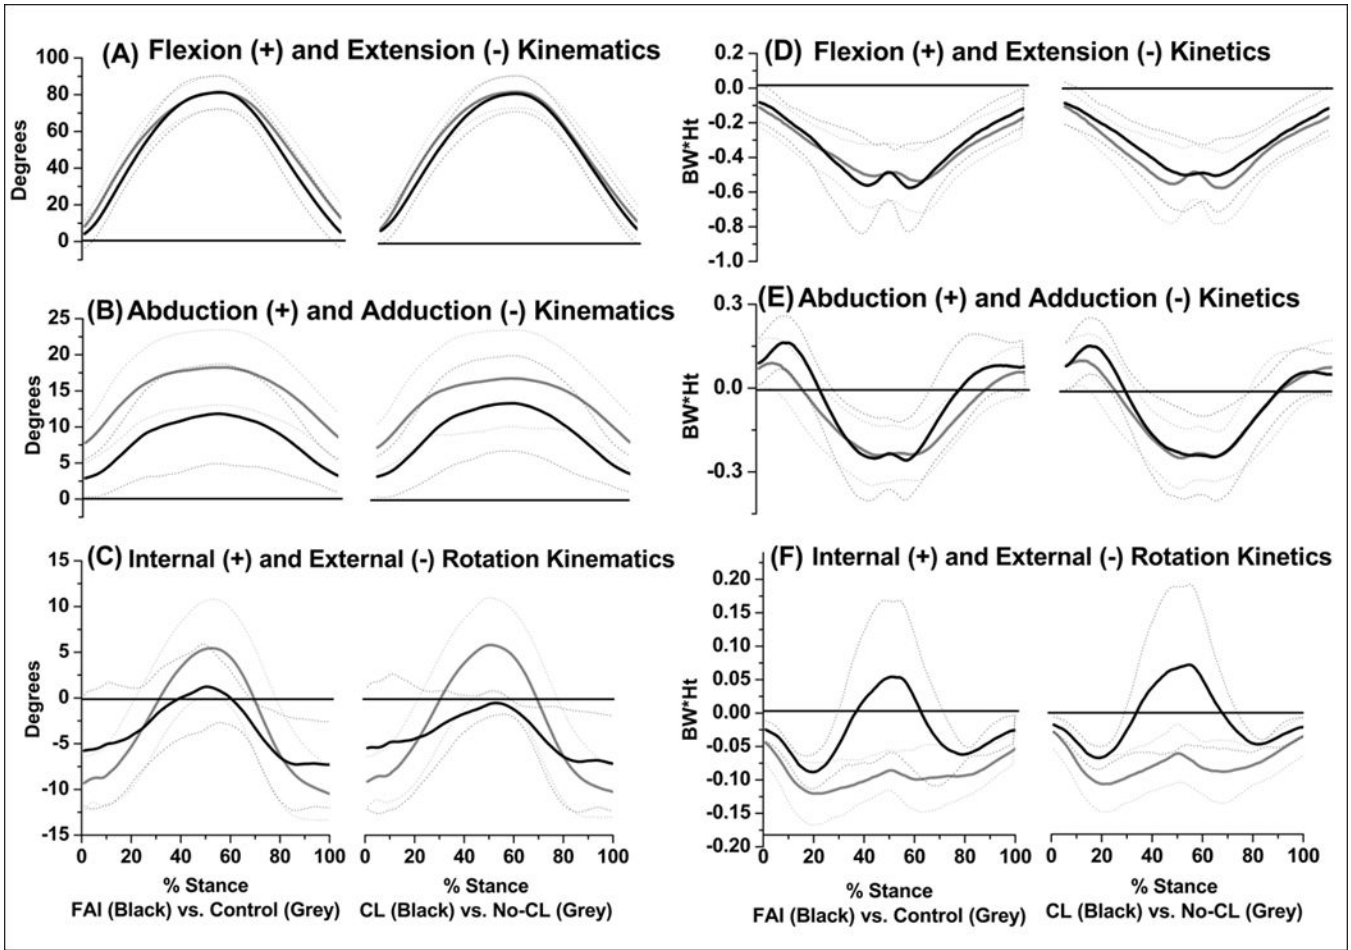 (A) Flexion (+) and Extension (-) Kinematics
100
80
60
40
20
0
Degrees
(B) Abduction (+) and Adduction (-) Kinematics
25
20
15
10
5
0
Degrees
(C) Internal (+) and External (-) Rotation Kinematics
15
10
5
0
-5
-10
-15
Degrees
0 20 40 60 80 100
0 20 40 60 80 100
% Stance
% Stance
FAI (Black) vs. Control (Grey)
CL (Black) vs. No-CL (Grey)
(D) Flexion (+) and Extension (-) Kinetics
0.2
0.0
-0.2
-0.4
-0.6
-0.8
-1.0
BW*Ht
(E) Abduction (+) and Adduction (-) Kinetics
0.3
0.0
-0.3
BW*Ht
(F) Internal (+) and External (-) Rotation Kinetics
0.20
0.15
0.10
0.05
0.00
-0.05
-0.10
-0.15
-0.20
BW*Ht
0 20 40 60 80 100
0 20 40 60 80 100
% Stance
% Stance
FAI (Black) vs. Control (Grey)
CL (Black) vs. No-CL (Grey)